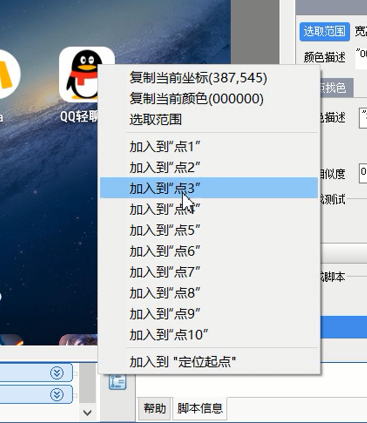 选取范围
颜色描述
点找色
色描述
相似度
找测试
找脚本
QQ轻聊
复制当前坐标(387,545)
复制当前颜色(000000)
选取范围
加入到“点1”
加入到“点2”
加入到“点3”
加入到“点4”
加入到“点5”
加入到“点6”
加入到“点7”
加入到“点8”
加入到“点9”
加入到“点10”
加入到 "定位起点"
帮助
脚本信息